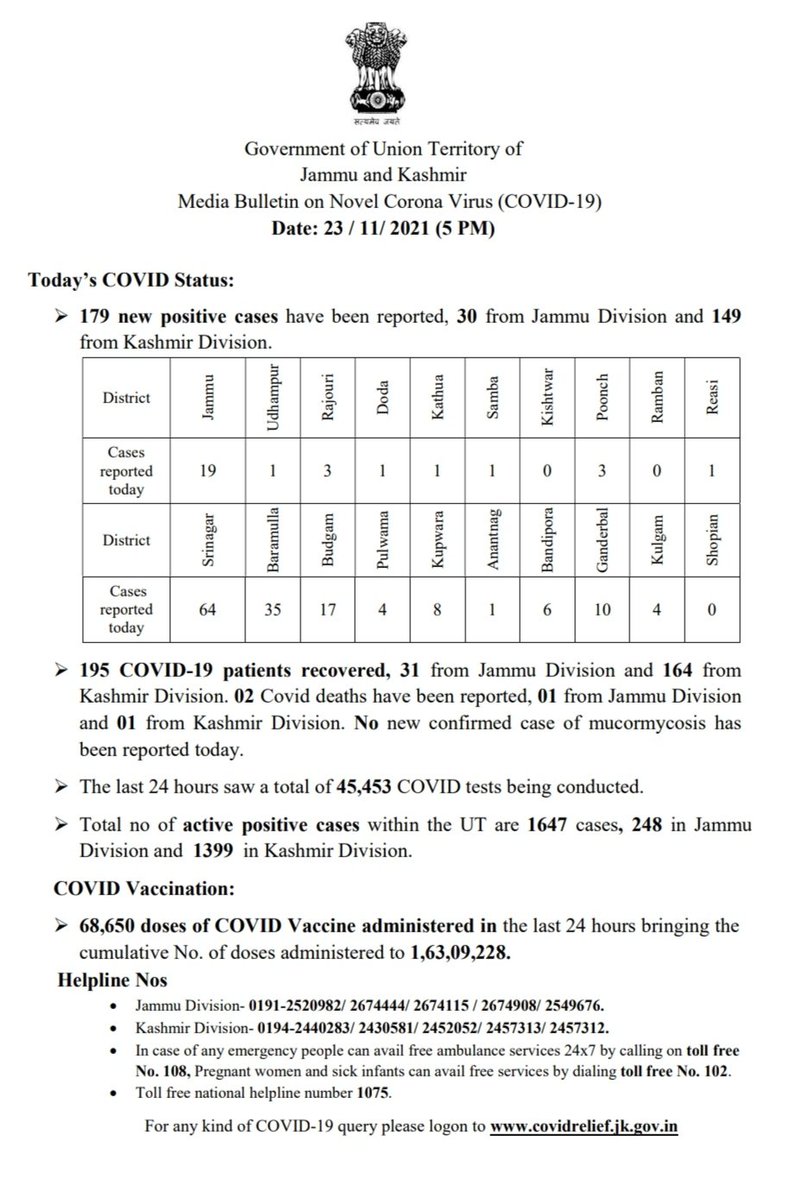 सत्यमेव जयते
Government of Union Territory of
Jammu and Kashmir
Media Bulletin on Novel Corona Virus (COVID-19)
Date: 23 / 11/ 2021 (5 PM)
Today’s COVID Status:
➢ 179 new positive cases have been reported, 30 from Jammu Division and 149
from Kashmir Division.
District Jammu Udhampur Rajouri Doda Kathua Samba Kishtwar Poonch Ramban Reasi
Cases
reported
today
19 1 3 1 1 1 0 3 0 1
District Srinagar Baramulla Budgam Pulwama Kupwara Anantnag Bandipora Ganderbal Kulgam Shopian
Cases
reported
today
64 35 17 4 8 1 6 10 4 0
➢ 195 COVID-19 patients recovered, 31 from Jammu Division and 164 from
Kashmir Division. 02 Covid deaths have been reported, 01 from Jammu Division
and 01 from Kashmir Division. No new confirmed case of mucormycosis has
been reported today.
➢ The last 24 hours saw a total of 45,453 COVID tests being conducted.
➢ Total no of active positive cases within the UT are 1647 cases, 248 in Jammu
Division and 1399 in Kashmir Division.
COVID Vaccination:
➢ 68,650 doses of COVID Vaccine administered in the last 24 hours bringing the
cumulative No. of doses administered to 1,63,09,228.
Helpline Nos
• Jammu Division- 0191-2520982/ 2674444/ 2674115 / 2674908/ 2549676.
• Kashmir Division- 0194-2440283/ 2430581/ 2452052/ 2457313/ 2457312.
• In case of any emergency people can avail free ambulance services 24x7 by calling on toll free
No. 108, Pregnant women and sick infants can avail free services by dialing toll free No. 102.
• Toll free national helpline number 1075.
For any kind of COVID-19 query please logon to www.covidrelief.jk.gov.in